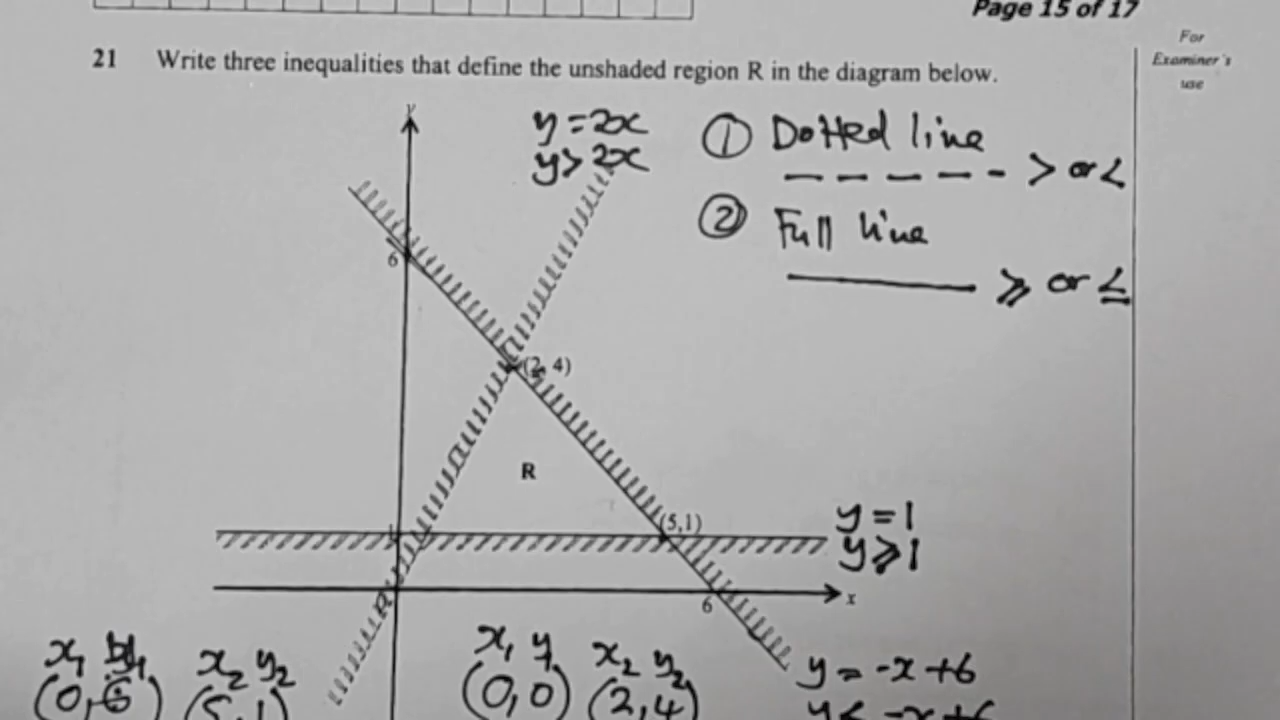 Page 15 of 17
For
Examiner's
use
21 Write three inequalities that define the unshaded region R in the diagram below.
y
y = 2x
y > 2x
① Dotted line
- - - - - > or <
② Full line
——— ⩾ or ≤
6
(2, 4)
R
(5,1)
y = 1
y ⩾ 1
6
x
x₁ y₁ x₂ y₂
(0,6) (5,1)
x₁ y x₂ y₂
(0,0) (2,4)
y = -x + 6
-x + 6